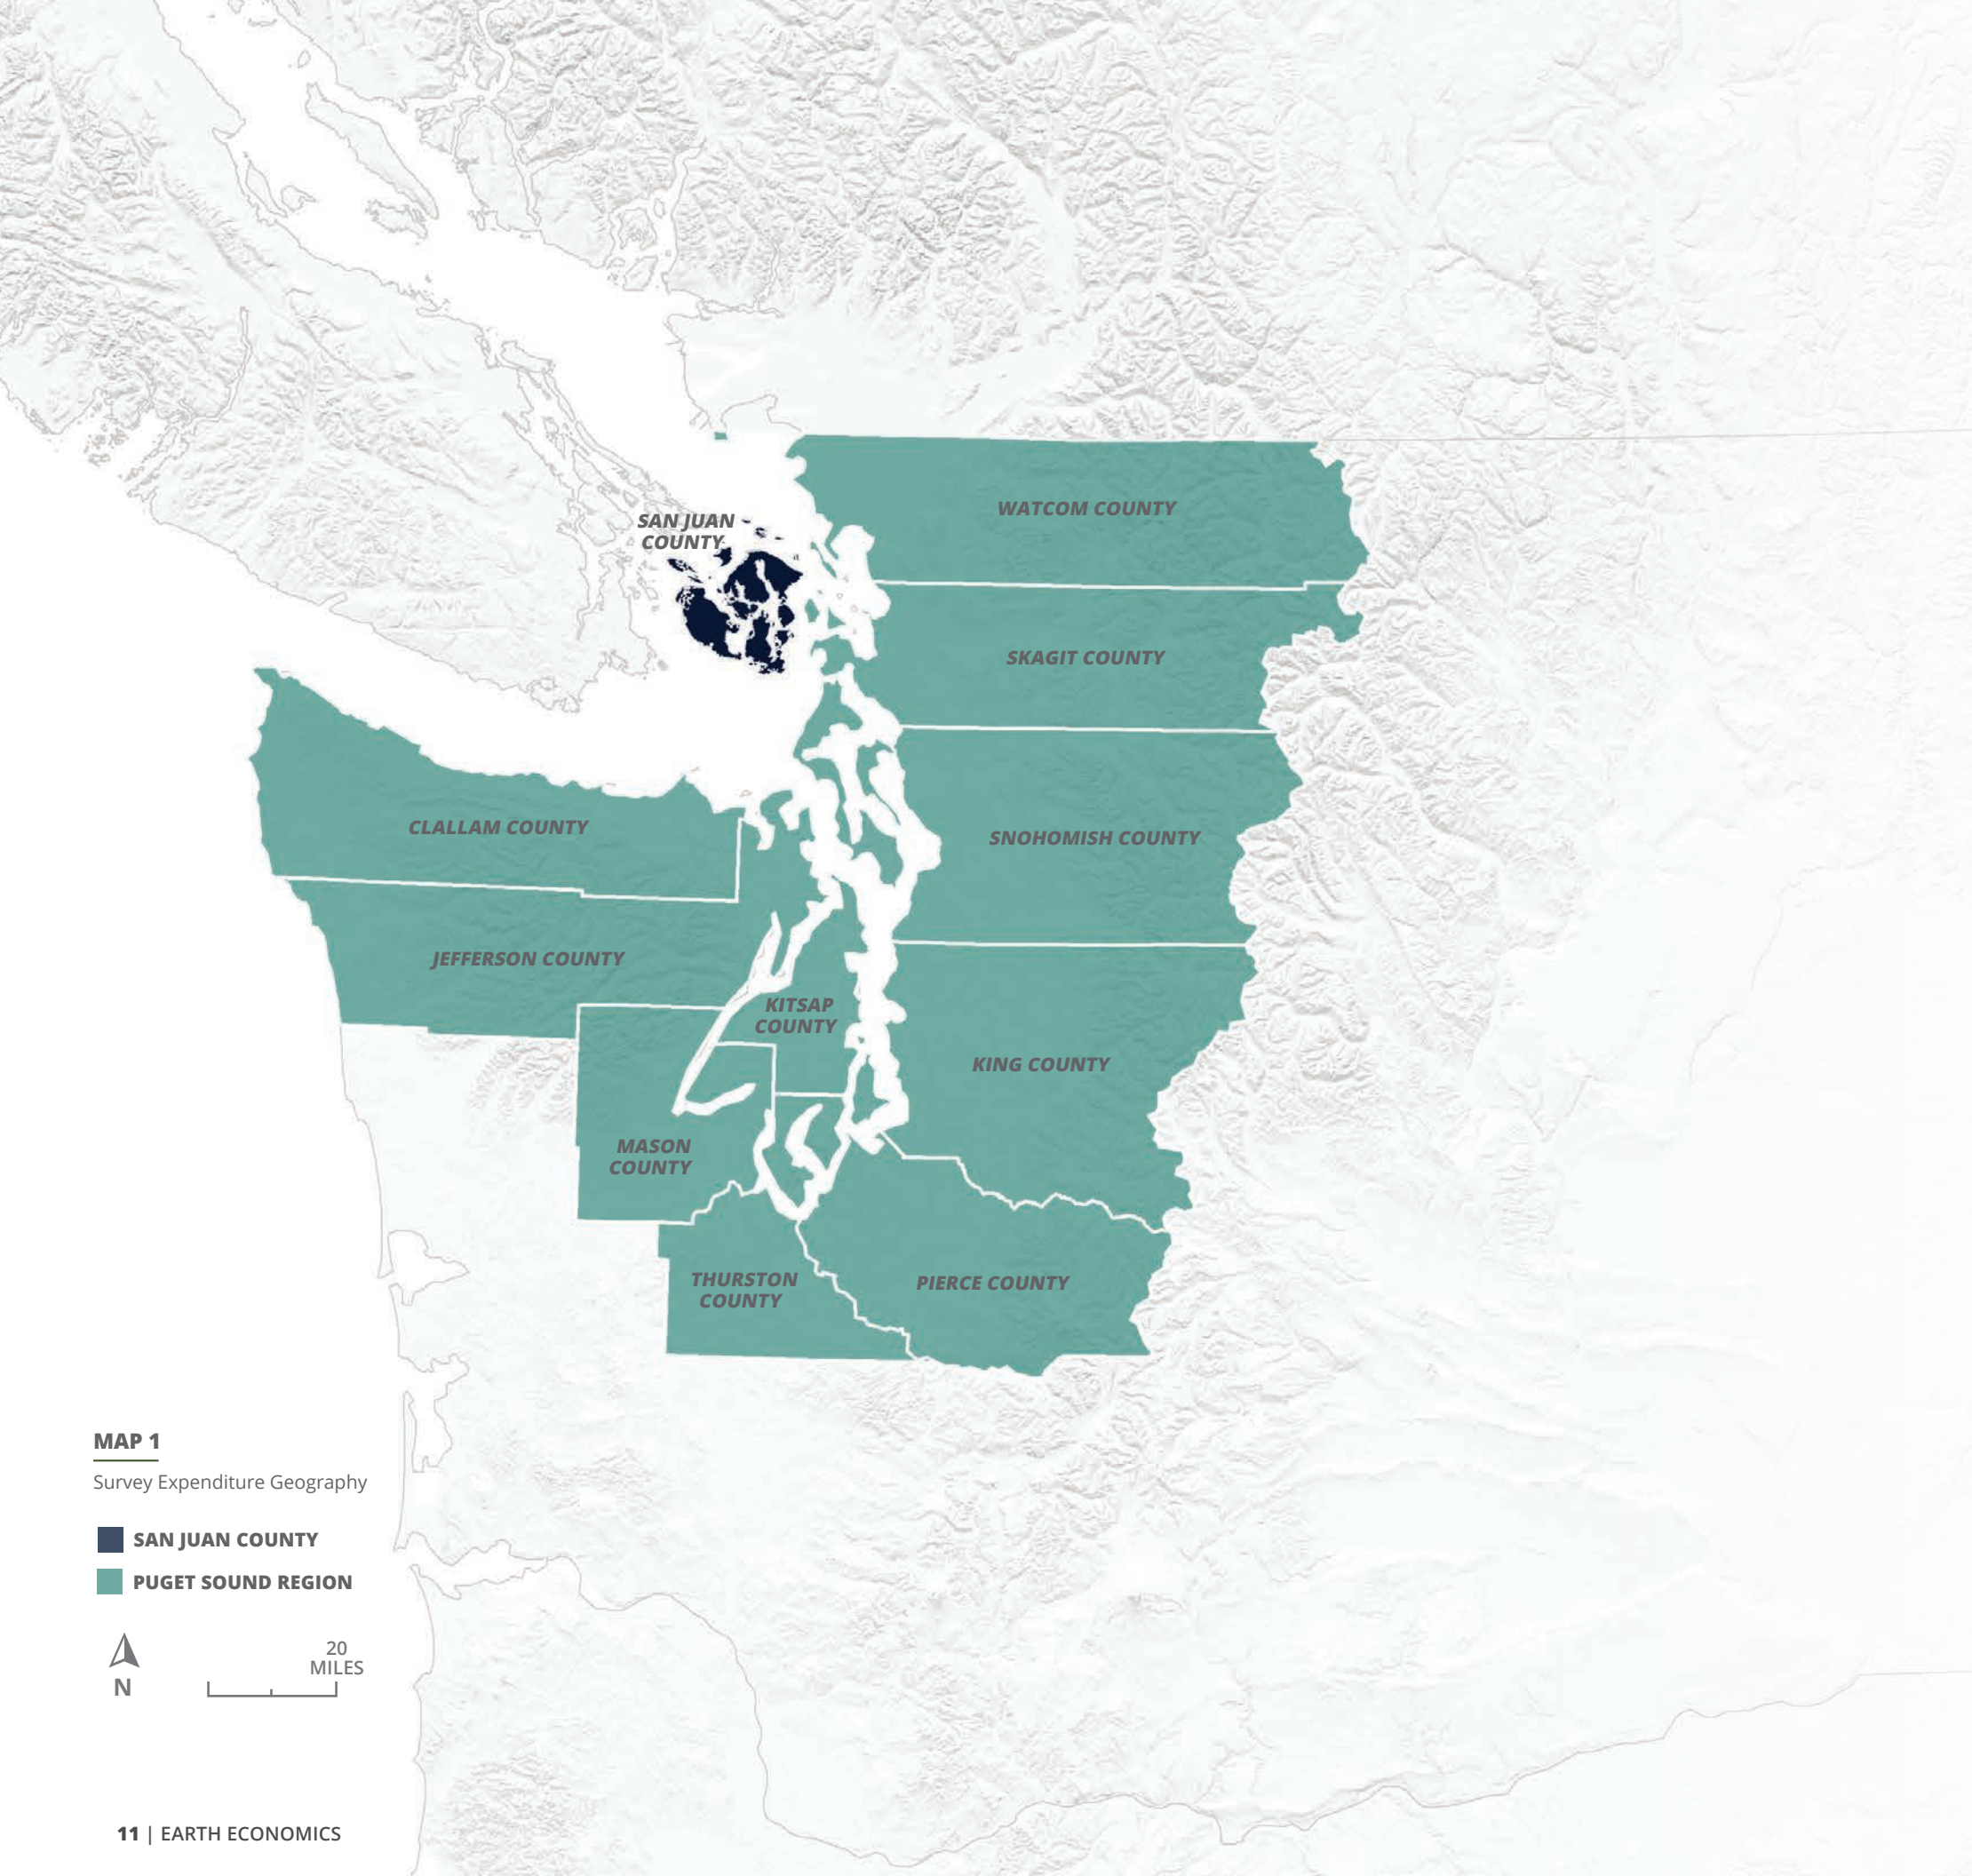 WATCOM COUNTY
SAN JUAN
COUNTY
SKAGIT COUNTY
CLALLAM COUNTY
SNOHOMISH COUNTY
JEFFERSON COUNTY
KITSAP
COUNTY
KING COUNTY
MASON
COUNTY
THURSTON
COUNTY
PIERCE COUNTY
MAP 1
Survey Expenditure Geography
SAN JUAN COUNTY
PUGET SOUND REGION
N
20
MILES
11 | EARTH ECONOMICS